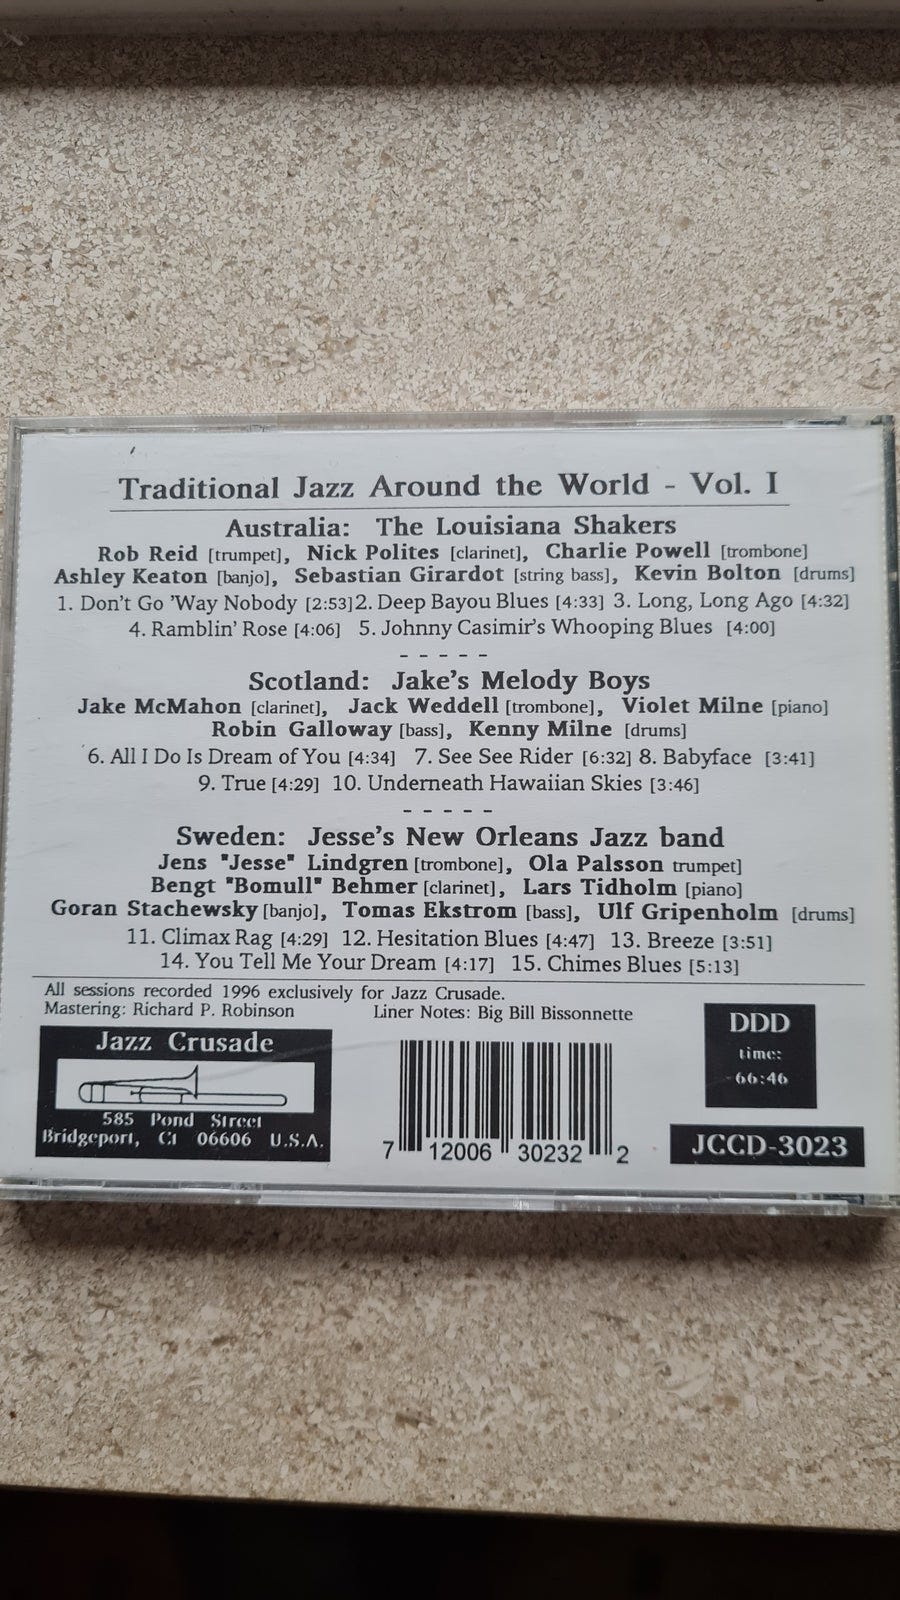 Traditional Jazz Around the World - Vol. I
Australia: The Louisiana Shakers
Rob Reid [trumpet], Nick Polites [clarinet], Charlie Powell [trombone]
Ashley Keaton [banjo], Sebastian Girardot [string bass], Kevin Bolton [drums]
1. Don't Go 'Way Nobody [2:53]2. Deep Bayou Blues [4:33] 3. Long, Long Ago [4:32]
4. Ramblin' Rose [4:06] 5. Johnny Casimir's Whooping Blues [4:00]
- - - - -
Scotland: Jake's Melody Boys
Jake McMahon [clarinet], Jack Weddell [trombone], Violet Milne [piano]
Robin Galloway [bass], Kenny Milne [drums]
6. All I Do Is Dream of You [4:34] 7. See See Rider [6:32] 8. Babyface [3:41]
9. True [4:29] 10. Underneath Hawaiian Skies [3:46]
- - - - -
Sweden: Jesse's New Orleans Jazz band
Jens "Jesse" Lindgren [trombone], Ola Palsson trumpet]
Bengt "Bomull" Behmer [clarinet], Lars Tidholm [piano]
Goran Stachewsky [banjo], Tomas Ekstrom [bass], Ulf Gripenholm [drums]
11. Climax Rag [4:29] 12. Hesitation Blues [4:47] 13. Breeze [3:51]
14. You Tell Me Your Dream [4:17] 15. Chimes Blues [5:13]
All sessions recorded 1996 exclusively for Jazz Crusade.
Mastering: Richard P. Robinson Liner Notes: Big Bill Bissonnette
Jazz Crusade
585 Pond Street
Bridgeport, CT 06606 U.S.A.
7 12006 30232 2
DDD
time:
66:46
JCCD-3023